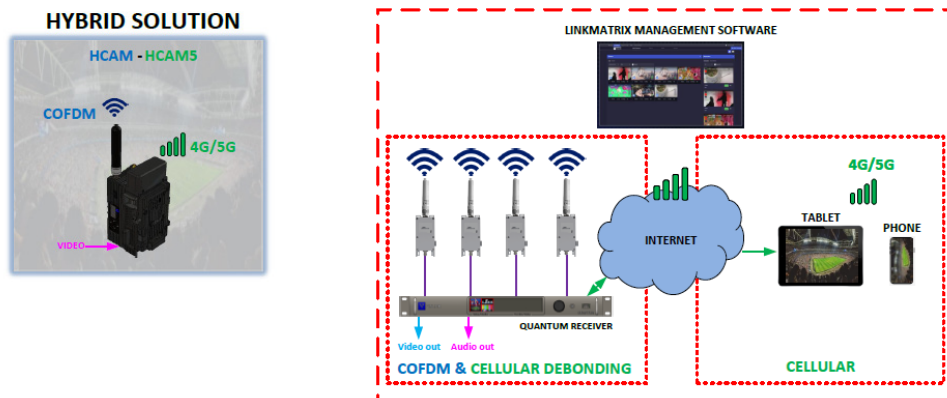 HYBRID SOLUTION
HCAM - HCAM5
COFDM
4G/5G
VIDEO
LINKMATRIX MANAGEMENT SOFTWARE
INTERNET
QUANTUM RECEIVER
Video out
Audio out
COFDM & CELLULAR DEBONDING
4G/5G
TABLET
PHONE
CELLULAR